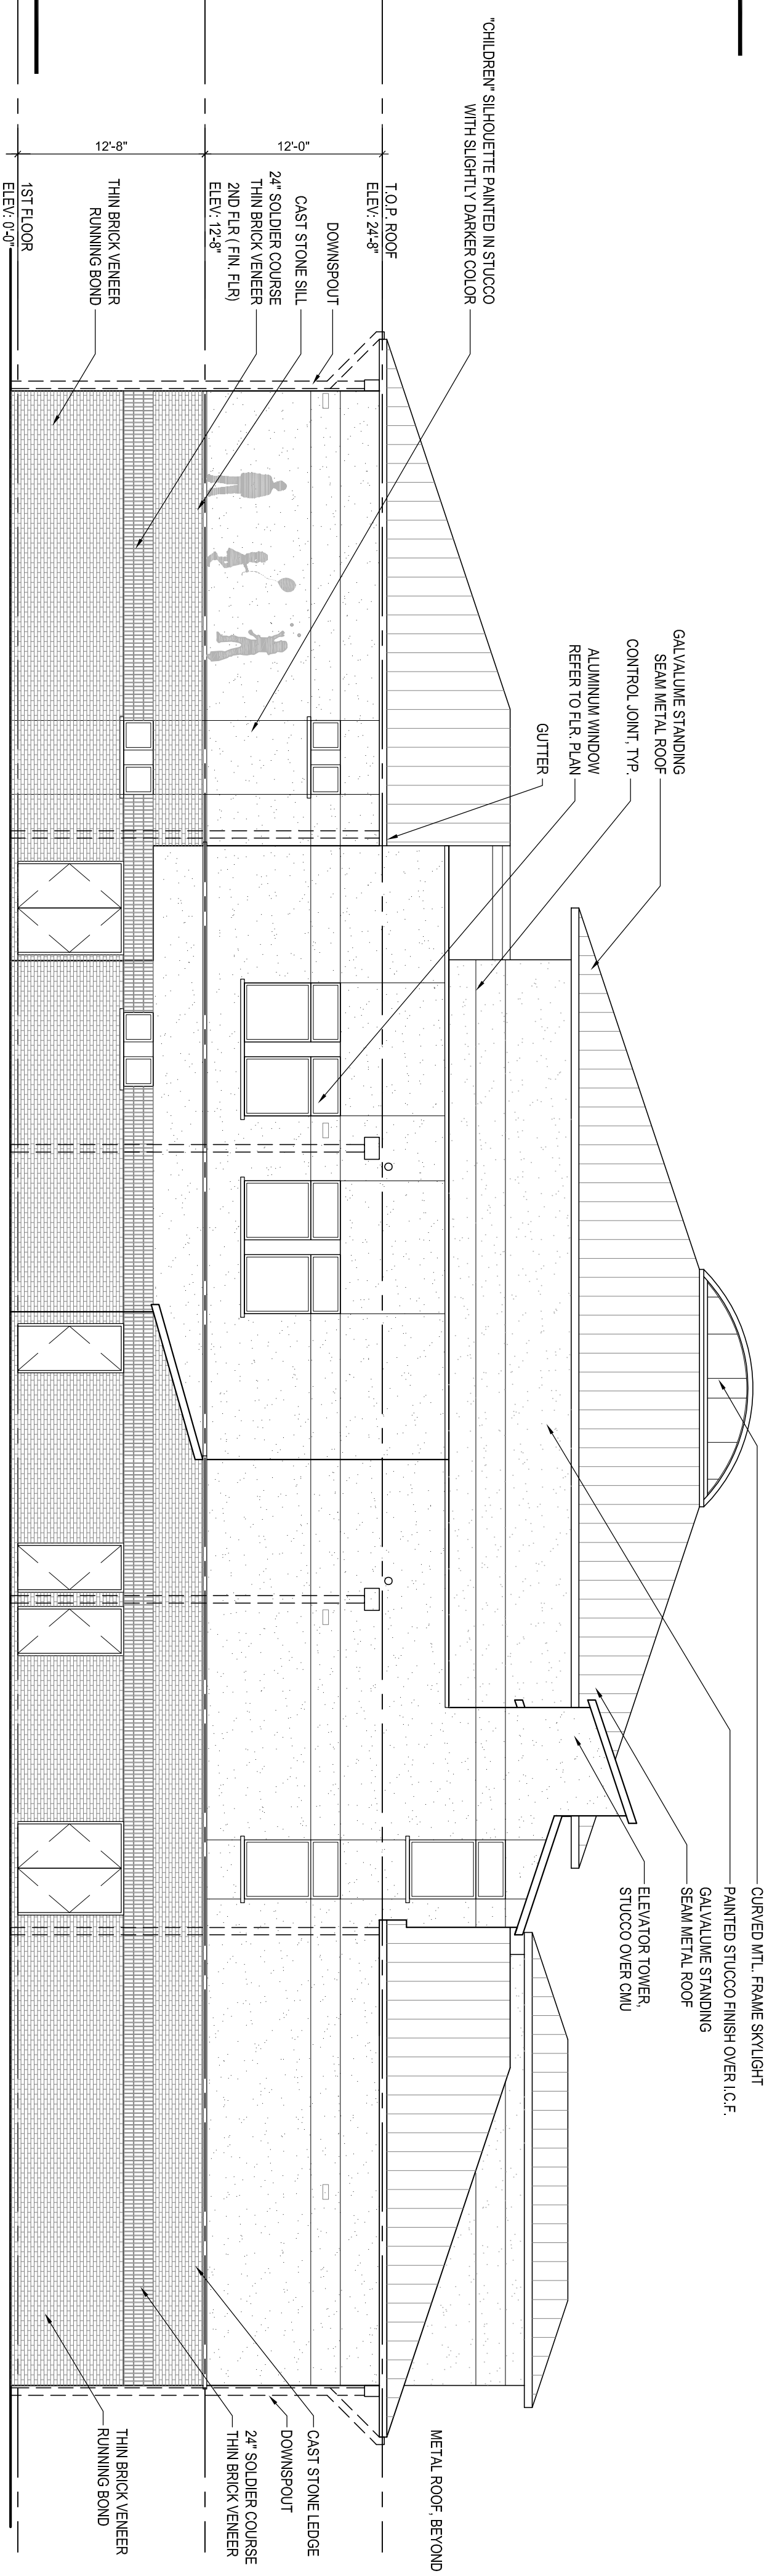 "CHILDREN" SILHOUETTE PAINTED IN STUCCO
WITH SLIGHTLY DARKER COLOR
T.O.P. ROOF
ELEV: 24'-8"
12'-0"
DOWNSPOUT
CAST STONE SILL
24" SOLDIER COURSE
THIN BRICK VENEER
2ND FLR ( FIN. FLR)
ELEV: 12'-8"
12'-8"
THIN BRICK VENEER
RUNNING BOND
1ST FLOOR
ELEV: 0'-0"
GALVALUME STANDING
SEAM METAL ROOF
CONTROL JOINT, TYP.
ALUMINUM WINDOW
REFER TO FLR. PLAN
GUTTER
CURVED MTL. FRAME SKYLIGHT
PAINTED STUCCO FINISH OVER I.C.F.
GALVALUME STANDING
SEAM METAL ROOF
ELEVATOR TOWER,
STUCCO OVER CMU
METAL ROOF, BEYOND
CAST STONE LEDGE
DOWNSPOUT
24" SOLDIER COURSE
THIN BRICK VENEER
THIN BRICK VENEER
RUNNING BOND